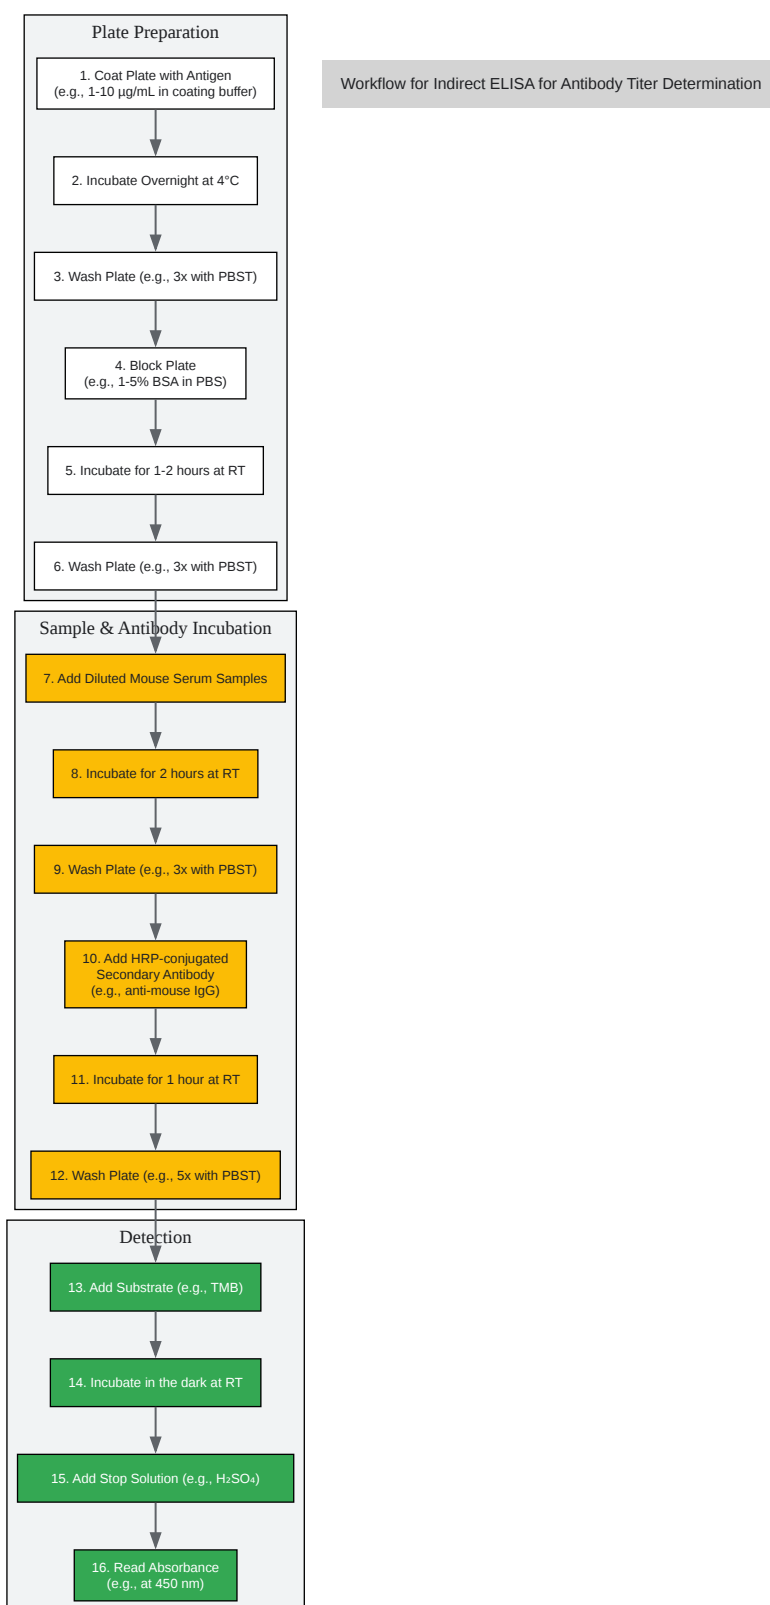 Plate Preparation
1. Coat Plate with Antigen
(e.g., 1-10 µg/mL in coating buffer)
Workflow for Indirect ELISA for Antibody Titer Determination
2. Incubate Overnight at 4°C
3. Wash Plate (e.g., 3x with PBST)
4. Block Plate
(e.g., 1-5% BSA in PBS)
5. Incubate for 1-2 hours at RT
6. Wash Plate (e.g., 3x with PBST)
Sample & Antibody Incubation
7. Add Diluted Mouse Serum Samples
8. Incubate for 2 hours at RT
9. Wash Plate (e.g., 3x with PBST)
10. Add HRP-conjugated
Secondary Antibody
(e.g., anti-mouse IgG)
11. Incubate for 1 hour at RT
12. Wash Plate (e.g., 5x with PBST)
Detection
13. Add Substrate (e.g., TMB)
14. Incubate in the dark at RT
15. Add Stop Solution (e.g., H₂SO₄)
16. Read Absorbance
(e.g., at 450 nm)